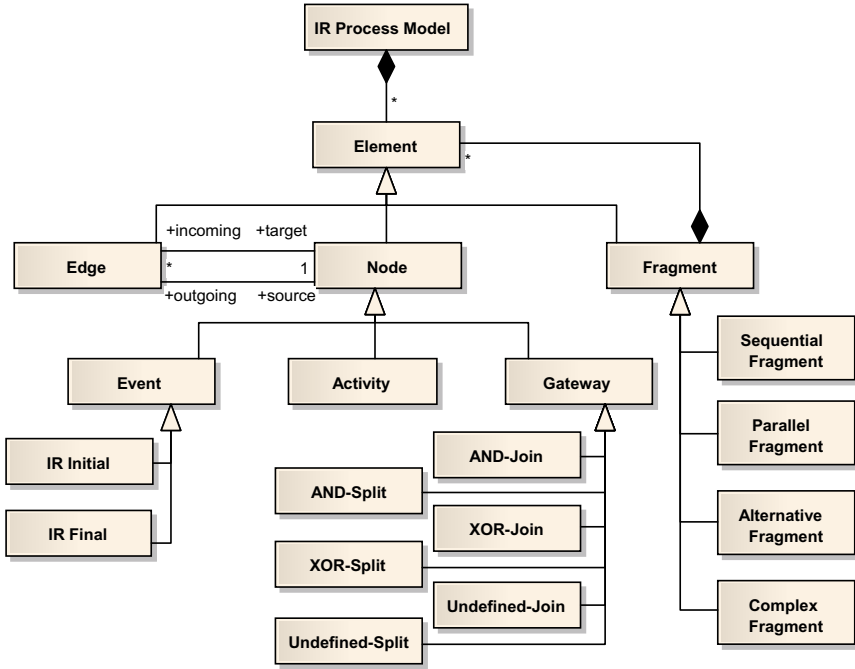 IR Process Model
*
Element
*
+incoming +target
Edge
*
1
Node
Fragment
+outgoing +source
Event
Activity
Gateway
Sequential
Fragment
Parallel
Fragment
Alternative
Fragment
Complex
Fragment
IR Initial
IR Final
AND-Join
AND-Split
XOR-Join
XOR-Split
Undefined-Join
Undefined-Split